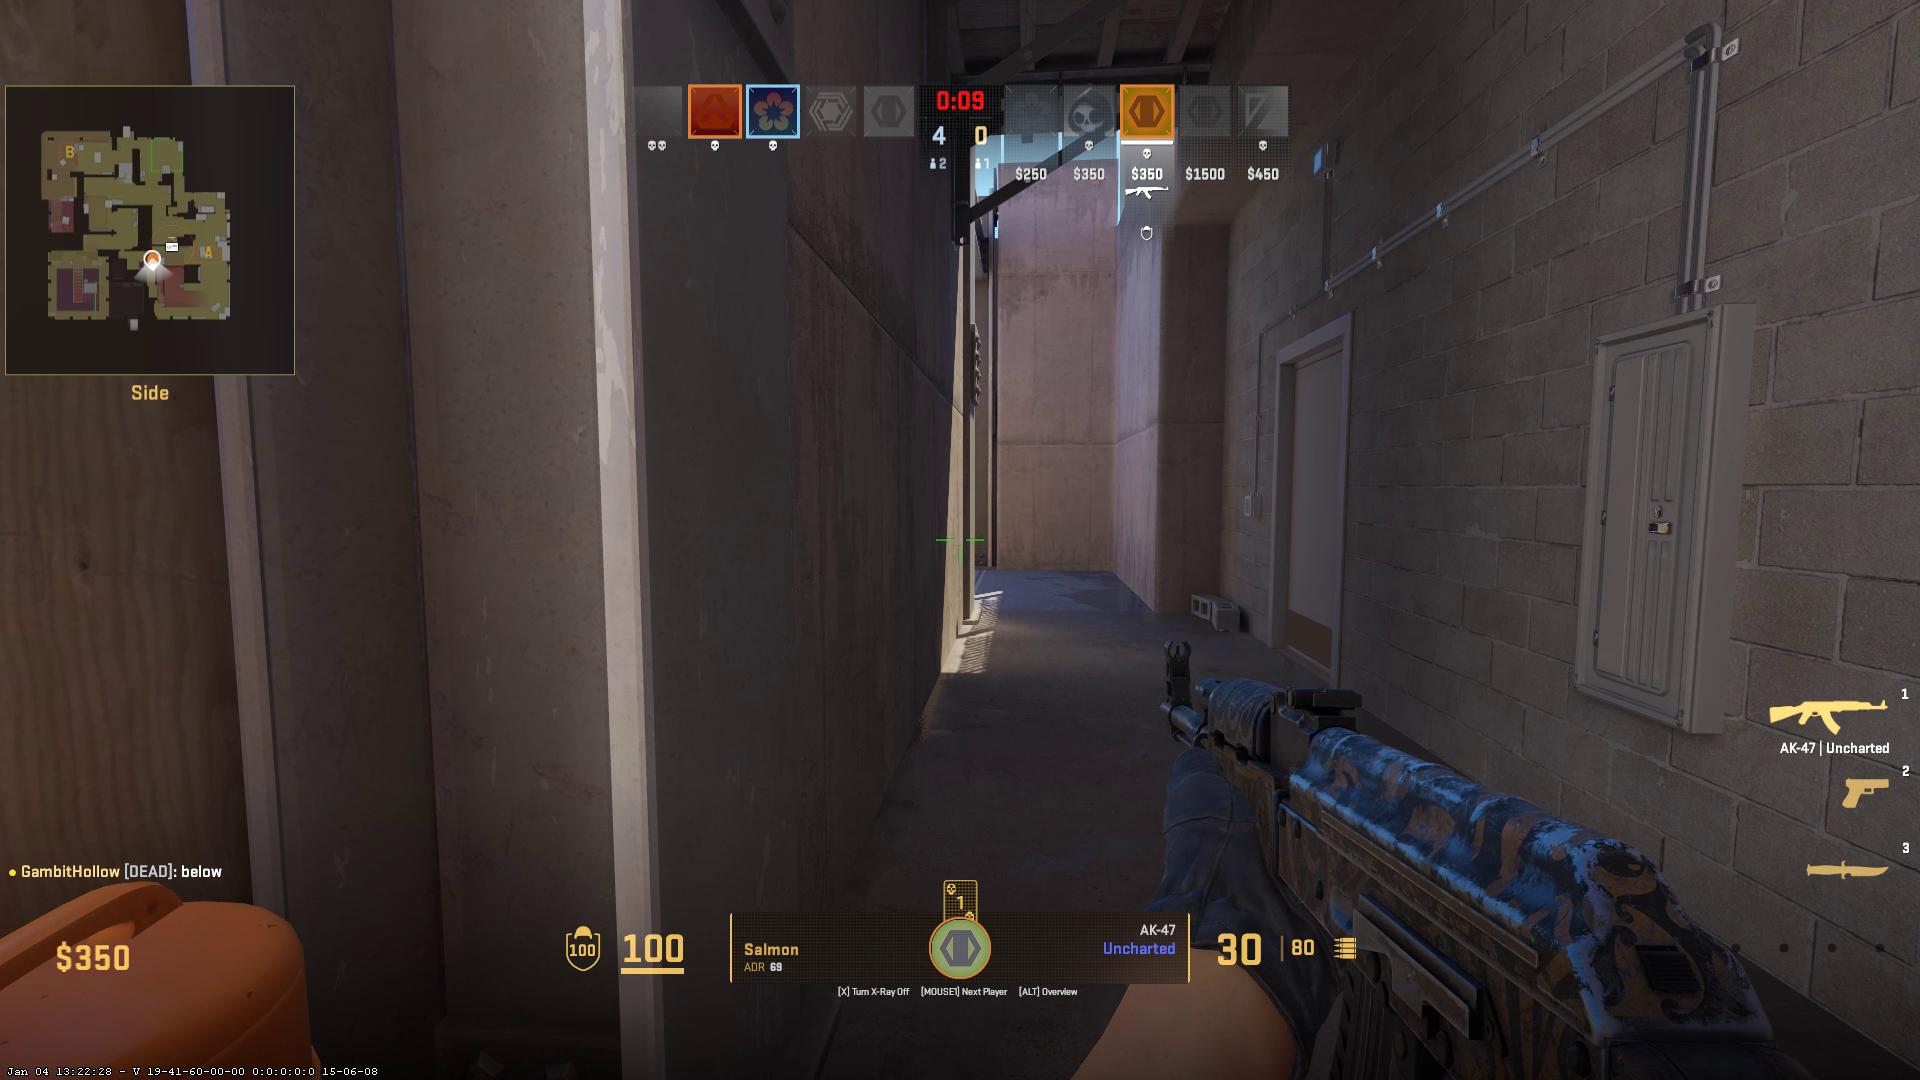 0:09
4 0
2 1
$250 $350 $350 $1500 $450
B
A
Side
1
AK-47 | Uncharted
2
3
GambitHollow [DEAD]: below
$350
100 100
1
Salmon
ADR 69
AK-47
Uncharted
30 | 80
[X] Turn X-Ray Off [MOUSE1] Next Player [ALT] Overview
Jan 04 13:22:28 - V 19-41-60-00-00 0:0:0:0:0 15-06-08